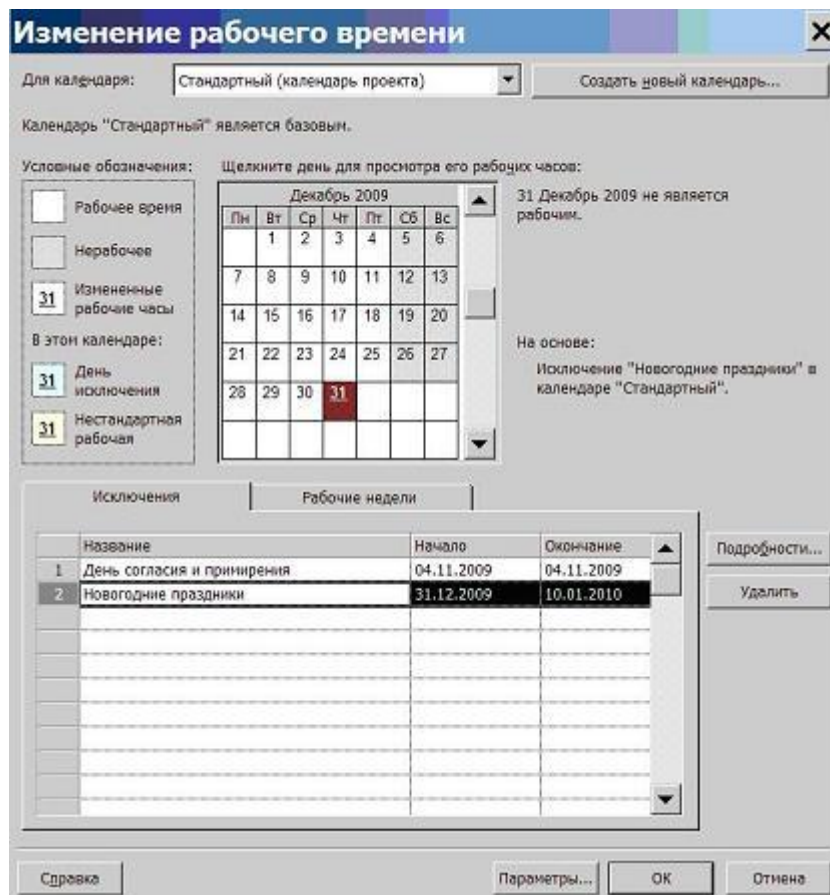 Изменение рабочего времени
Для календаря: Стандартный (календарь проекта) Создать новый календарь...
Календарь "Стандартный" является базовым.
Условные обозначения:
Рабочее время
Нерабочее
31 Измененные рабочие часы
В этом календаре:
31 День исключения
31 Нестандартная рабочая
Щелкните день для просмотра его рабочих часов:
Декабрь 2009
Пн Вт Ср Чт Пт Сб Вс
1 2 3 4 5 6
7 8 9 10 11 12 13
14 15 16 17 18 19 20
21 22 23 24 25 26 27
28 29 30 31
31 Декабрь 2009 не является
рабочим.
На основе:
Исключение "Новогодние праздники" в
календаре "Стандартный".
Исключения Рабочие недели
Название Начало Окончание
1 День согласия и примирения 04.11.2009 04.11.2009
2 Новогодние праздники 31.12.2009 10.01.2010
Подробности...
Удалить
Справка Параметры... ОК Отмена